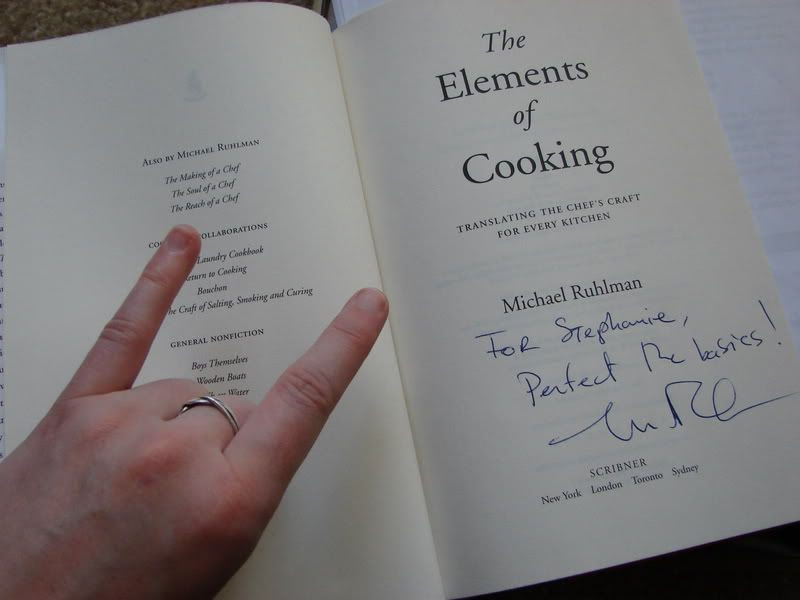 ALSO BY MICHAEL RUHLMAN
The Making of a Chef
The Soul of a Chef
The Reach of a Chef
COLLABORATIONS
Laundry Cookbook
Return to Cooking
Bouchon
The Craft of Salting, Smoking and Curing
GENERAL NONFICTION
Boys Themselves
Wooden Boats
Water
The
Elements
of
Cooking
TRANSLATING THE CHEF'S CRAFT
FOR EVERY KITCHEN
Michael Ruhlman
FOR Stephanie,
Perfect the basics!
SCRIBNER
New York London Toronto Sydney